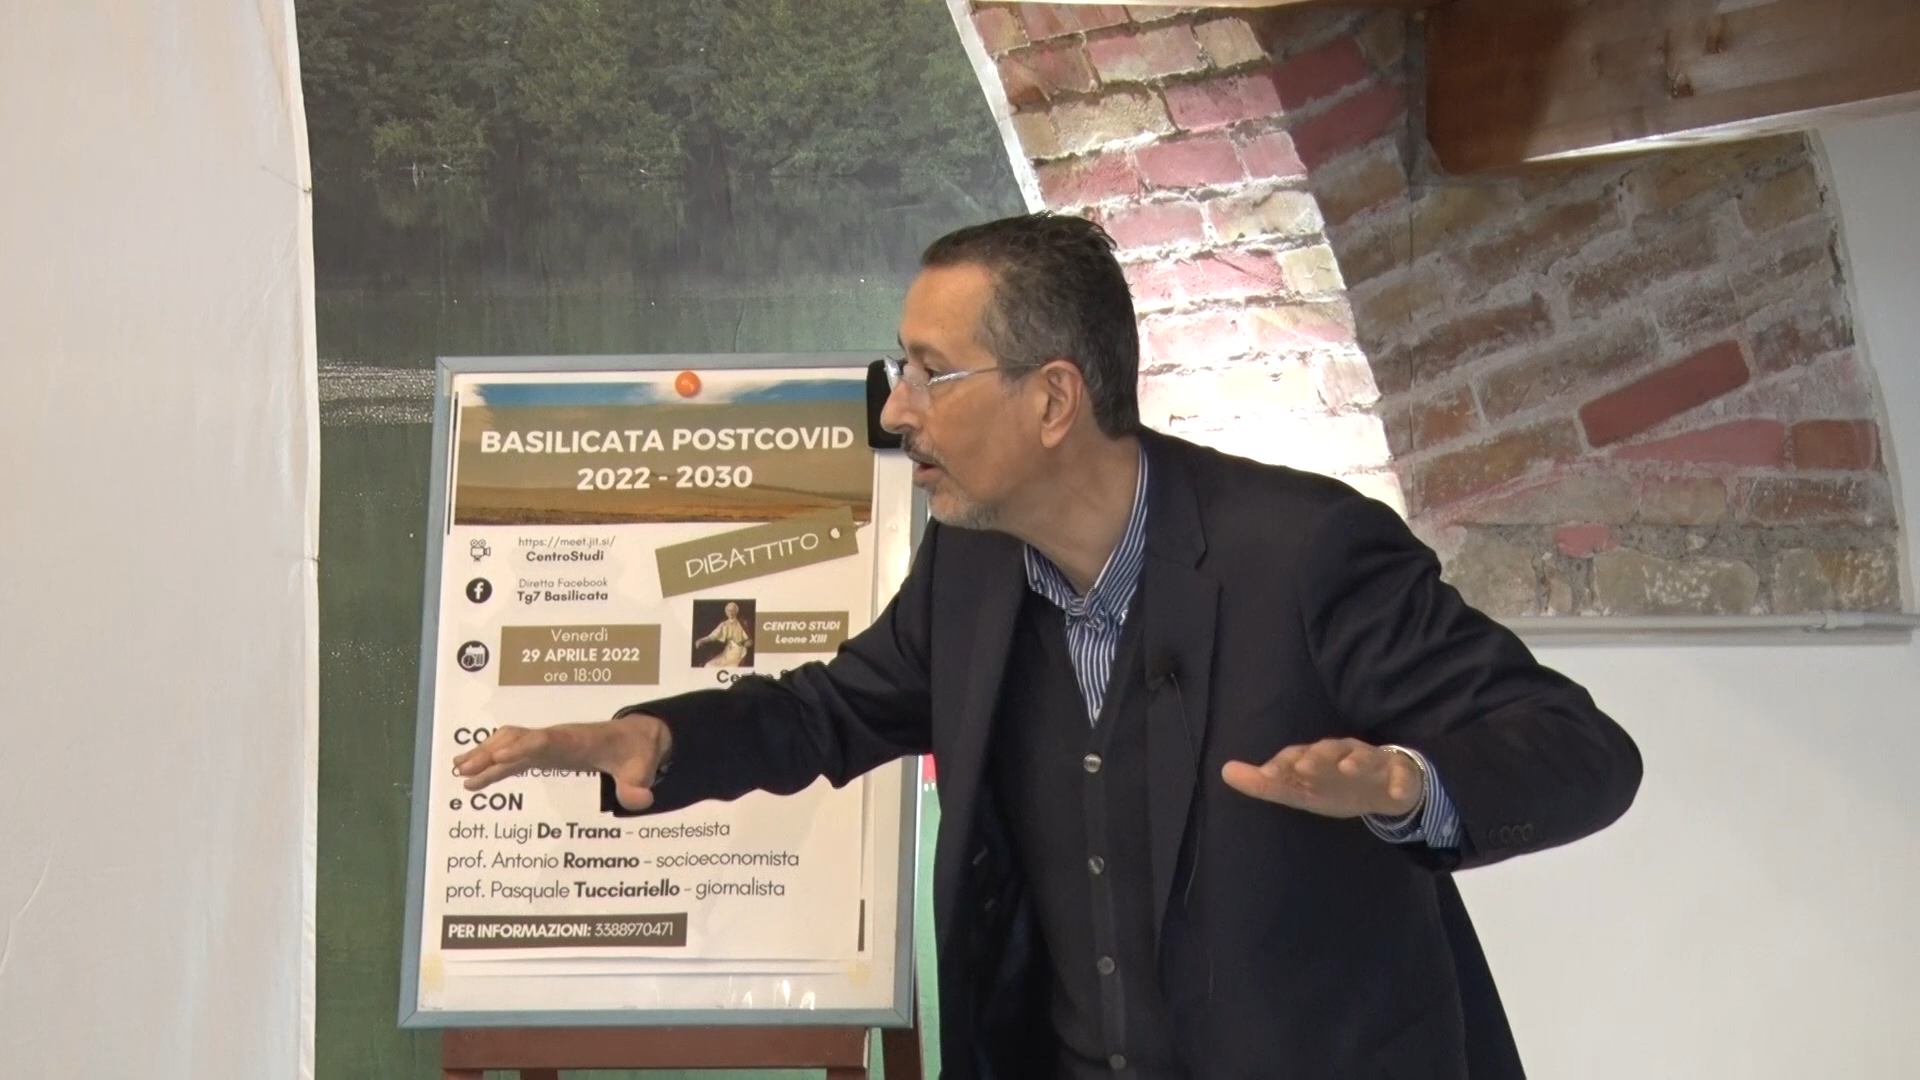 BASILICATA POSTCOVID
2022 - 2030
https://meet.jit.si/
CentroStudi
DIBATTITO
Diretta Facebook
Tg7 Basilicata
Venerdì
29 APRILE 2022
ore 18:00
CENTRO STUDI
Leone XIII
e CON
dott. Luigi De Trana - anestesista
prof. Antonio Romano - socioeconomista
prof. Pasquale Tucciariello - giornalista
PER INFORMAZIONI: 3388970471